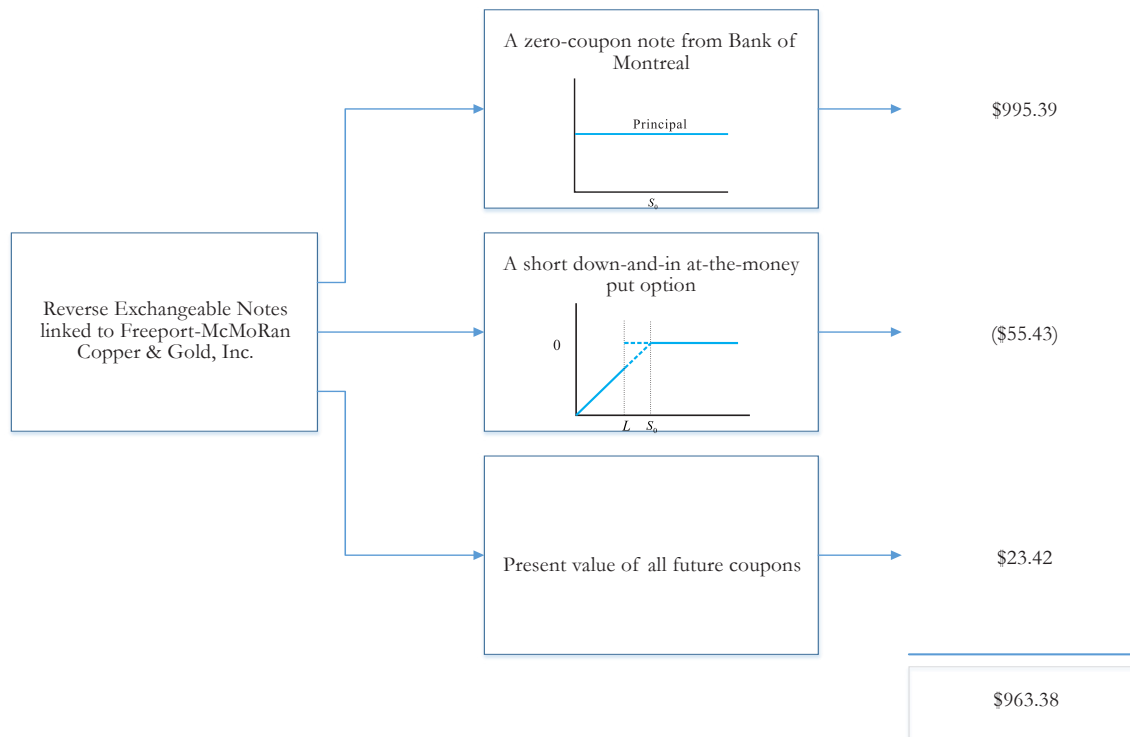 A zero-coupon note from Bank of
Montreal
Principal
S₀
$995.39
Reverse Exchangeable Notes
linked to Freeport-McMoRan
Copper & Gold, Inc.
A short down-and-in at-the-money
put option
0
L S₀
($55.43)
Present value of all future coupons
$23.42
$963.38